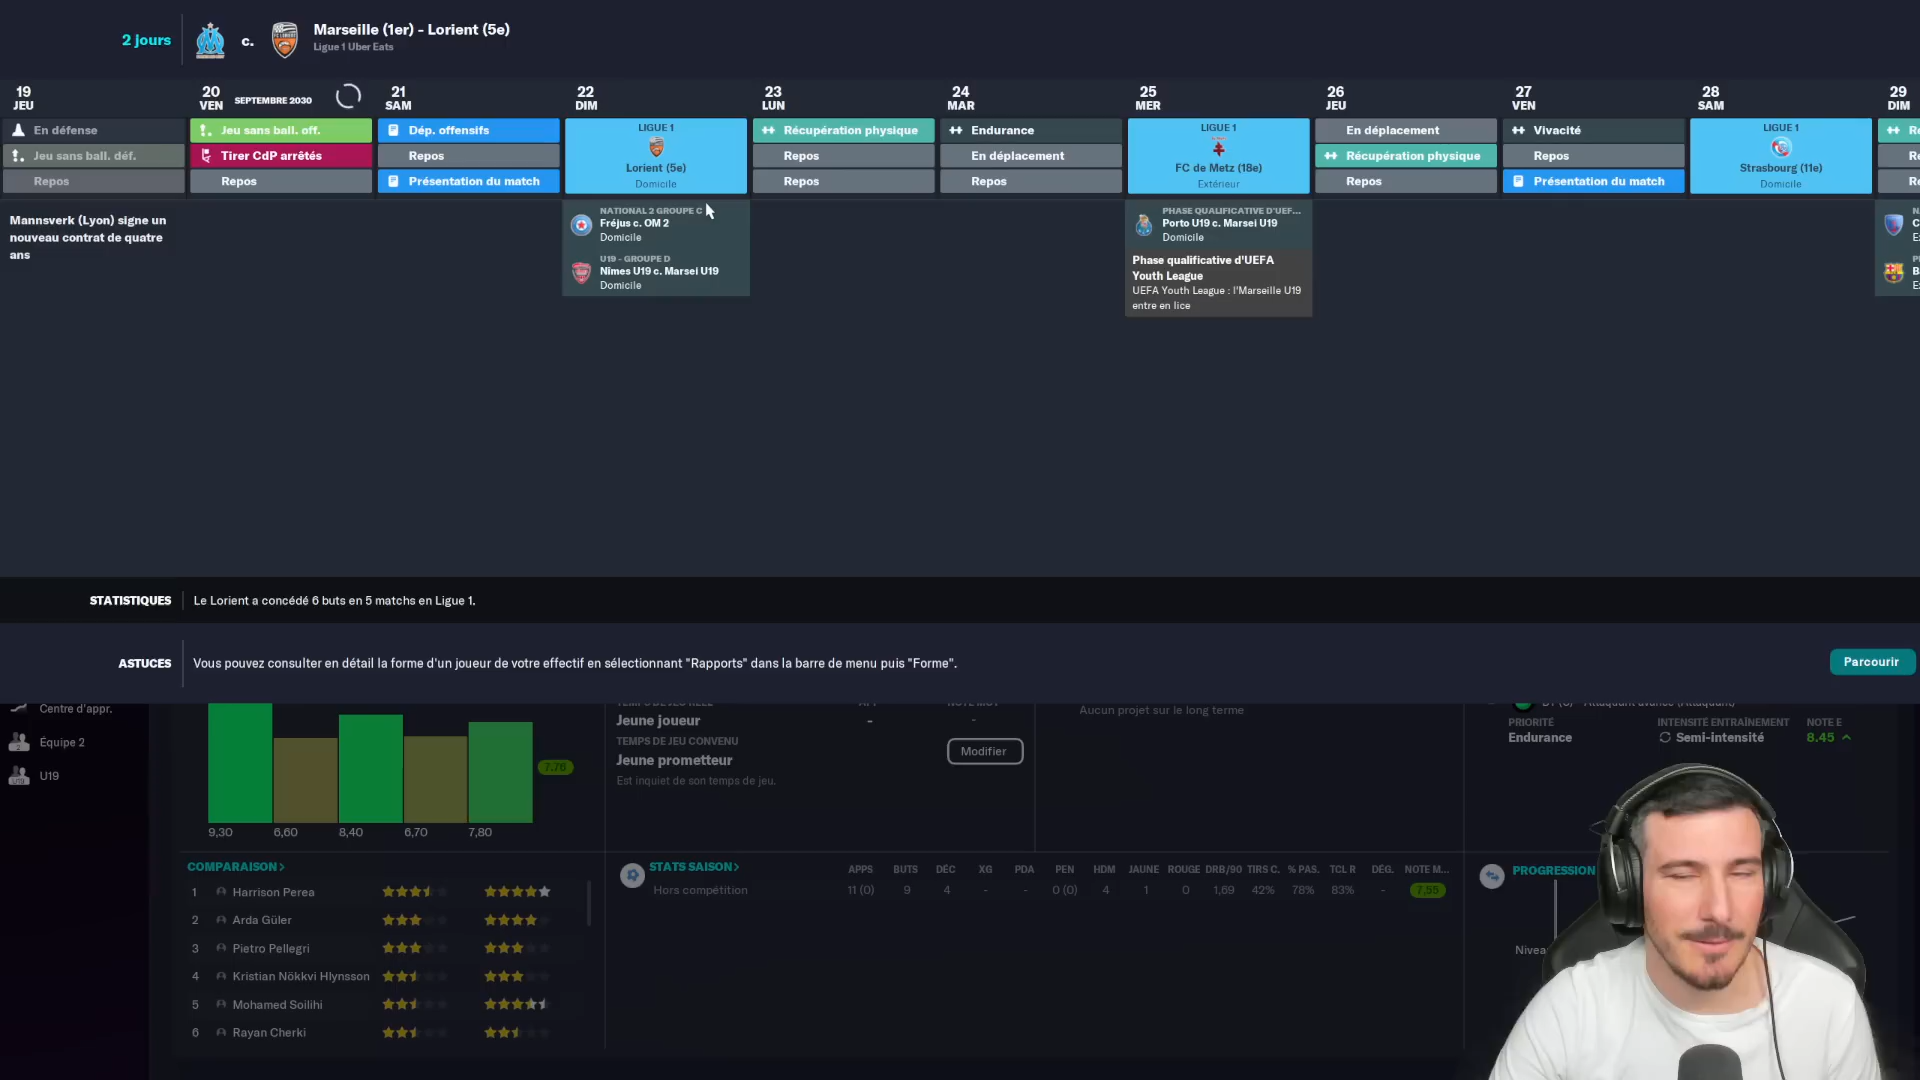 2 jours
c.
Marseille (1er) - Lorient (5e)
Ligue 1 Uber Eats
19
JEU
20
VEN
SEPTEMBRE 2030
21
SAM
22
DIM
23
LUN
24
MAR
25
MER
26
JEU
27
VEN
28
SAM
29
DIM
En défense
Jeu sans ball. déf.
Repos
Jeu sans ball. off.
Tirer CdP arrêtés
Repos
Dép. offensifs
Repos
Présentation du match
LIGUE 1
Lorient (5e)
Domicile
Récupération physique
Repos
Repos
Endurance
En déplacement
Repos
LIGUE 1
FC de Metz (18e)
Extérieur
En déplacement
Récupération physique
Repos
Vivacité
Repos
Présentation du match
LIGUE 1
Strasbourg (11e)
Domicile
Mannsverk (Lyon) signe un
nouveau contrat de quatre
ans
NATIONAL 2 GROUPE C
Fréjus c. OM 2
Domicile
U19 - GROUPE D
Nîmes U19 c. Marsei U19
Domicile
PHASE QUALIFICATIVE D'UEF...
Porto U19 c. Marsei U19
Domicile
Phase qualificative d'UEFA
Youth League
UEFA Youth League : l'Marseille U19
entre en lice
STATISTIQUES
Le Lorient a concédé 6 buts en 5 matchs en Ligue 1.
ASTUCES
Vous pouvez consulter en détail la forme d'un joueur de votre effectif en sélectionnant "Rapports" dans la barre de menu puis "Forme".
Parcourir
Centre d'appr.
Équipe 2
U19
7.76
9,30 6,60 8,40 6,70 7,80
Jeune joueur
-
-
TEMPS DE JEU CONVENU
Jeune prometteur
Modifier
Est inquiet de son temps de jeu.
Aucun projet sur le long terme
PRIORITÉ
Endurance
INTENSITÉ ENTRAÎNEMENT
Semi-intensité
NOTE E
8.45
COMPARAISON >
1 Harrison Perea
2 Arda Güler
3 Pietro Pellegri
4 Kristian Nökkvi Hlynsson
5 Mohamed Soilihi
6 Rayan Cherki
STATS SAISON >
APPS BUTS DÉC XG PDA PEN HDM JAUNE ROUGE DRB/90 TIRS C. % PAS. TCL R DÉG. NOTE M...
Hors compétition 11 (0) 9 4 - - 0 (0) 4 1 0 1,69 42% 78% 83% - 7,55
PROGRESSION